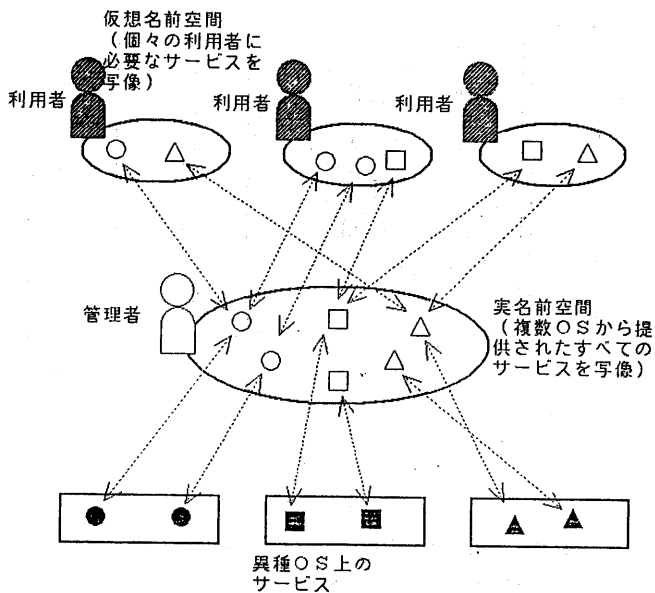 仮想名前空間
(個々の利用者に
必要なサービスを
写像)
利用者
利用者
利用者
管理者
実名前空間
(複数OSから提
供されたすべての
サービスを写像)
異種OS上の
サービス